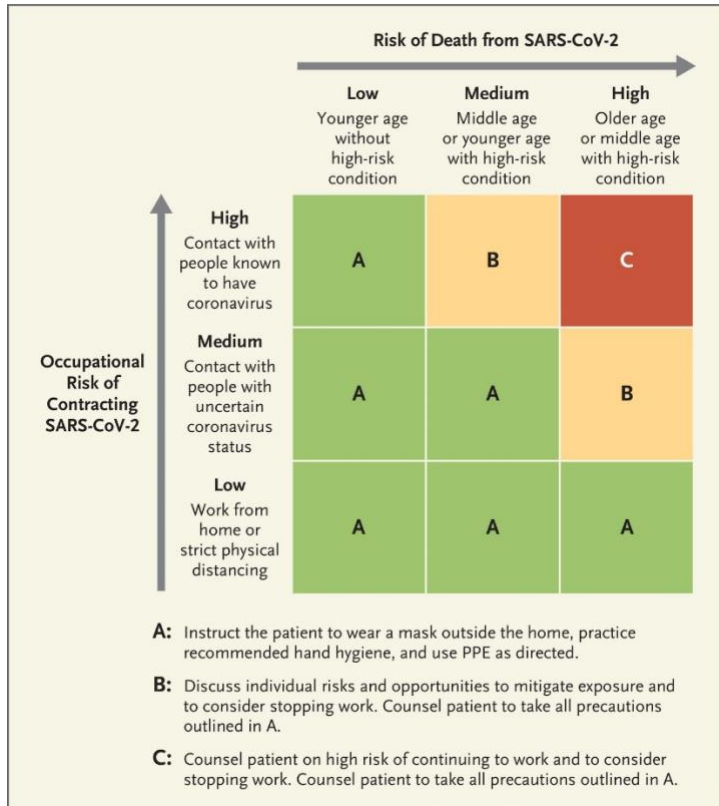 Risk of Death from SARS-CoV-2
Low
Younger age
without
high-risk
condition
Medium
Middle age
or younger age
with high-risk
condition
High
Older age
or middle age
with high-risk
condition
Occupational
Risk of
Contracting
SARS-CoV-2
High
Contact with
people known
to have
coronavirus
A
B
C
Medium
Contact with
people with
uncertain
coronavirus
status
A
A
B
Low
Work from
home or
strict physical
distancing
A
A
A
A: Instruct the patient to wear a mask outside the home, practice
recommended hand hygiene, and use PPE as directed.
B: Discuss individual risks and opportunities to mitigate exposure and
to consider stopping work. Counsel patient to take all precautions
outlined in A.
C: Counsel patient on high risk of continuing to work and to consider
stopping work. Counsel patient to take all precautions outlined in A.